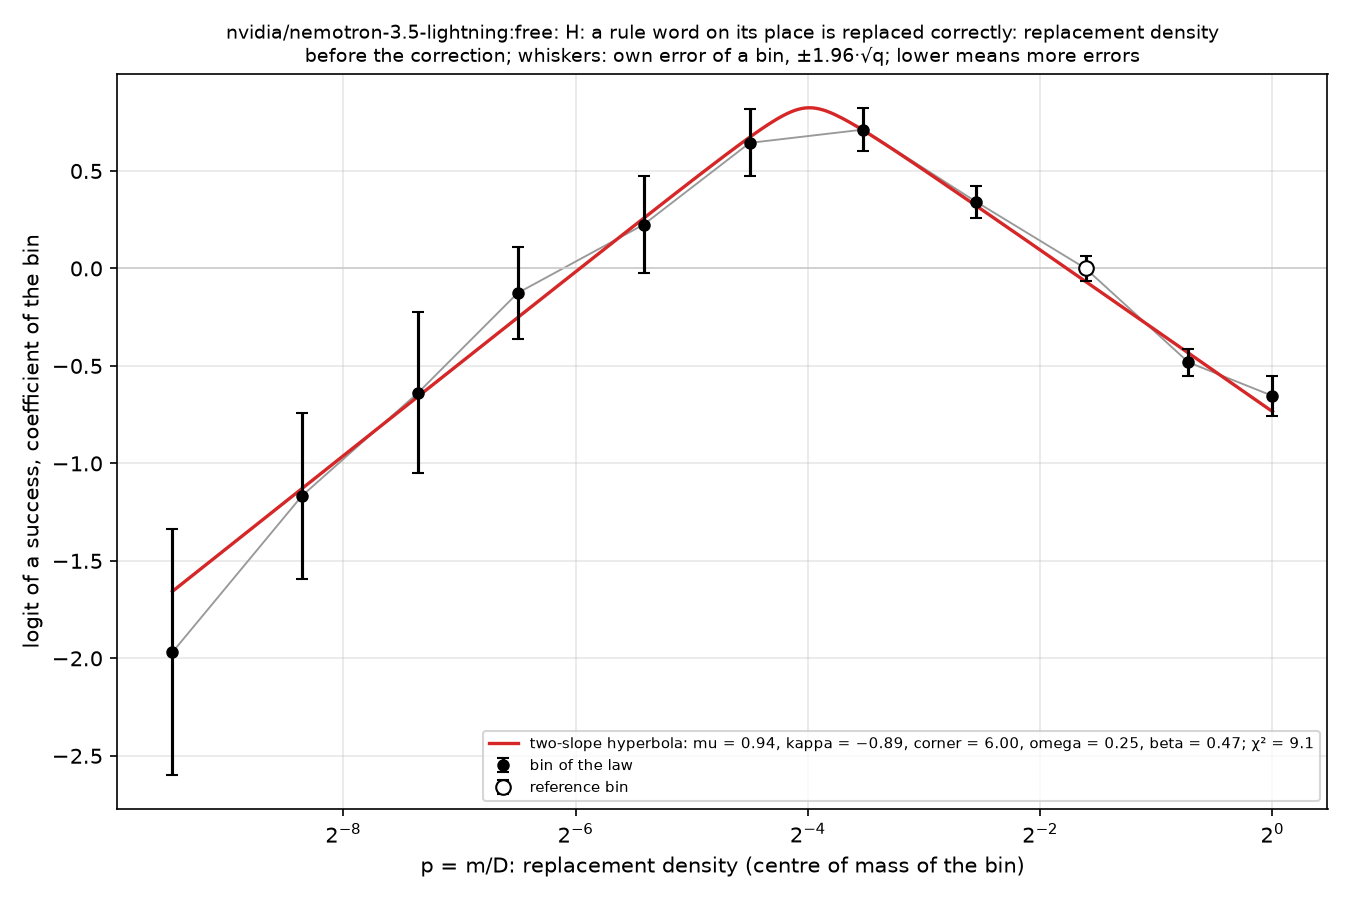 nvidia/nemotron-3.5-lightning:free: H: a rule word on its place is replaced correctly: replacement density
before the correction; whiskers: own error of a bin, ±1.96·√q; lower means more errors
logit of a success, coefficient of the bin
0.5
0.0
−0.5
−1.0
−1.5
−2.0
−2.5
two-slope hyperbola: mu = 0.94, kappa = −0.89, corner = 6.00, omega = 0.25, beta = 0.47; χ² = 9.1
bin of the law
reference bin
2⁻⁸
2⁻⁶
2⁻⁴
2⁻²
2⁰
p = m/D: replacement density (centre of mass of the bin)